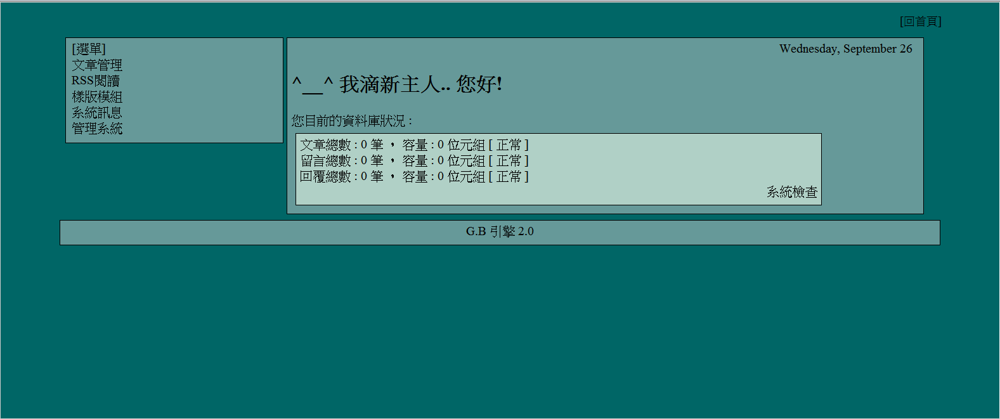 [回首頁]
[選單]
文章管理
RSS閱讀
樣版模組
系統訊息
管理系統
Wednesday, September 26
^__^ 我滴新主人.. 您好!
您目前的資料庫狀況 :
文章總數 : 0 筆 ， 容量 : 0 位元組 [ 正常 ]
留言總數 : 0 筆 ， 容量 : 0 位元組 [ 正常 ]
回覆總數 : 0 筆 ， 容量 : 0 位元組 [ 正常 ]
系統檢查
G.B 引擎 2.0